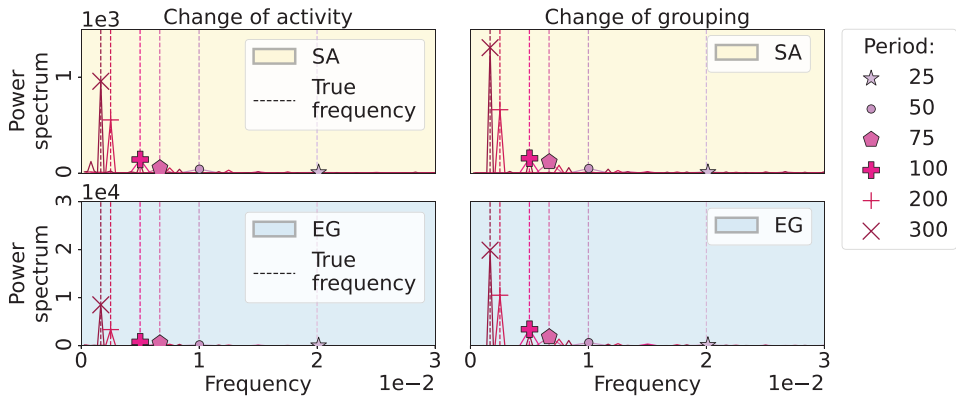 Change of activity
Change of grouping
1e3
Power
spectrum
1
0
SA
True
frequency
SA
Period:
25
50
75
100
200
300
1e4
Power
spectrum
3
2
1
0
EG
True
frequency
EG
0 1 2 3
Frequency
1e−2
0 1 2 3
Frequency
1e−2